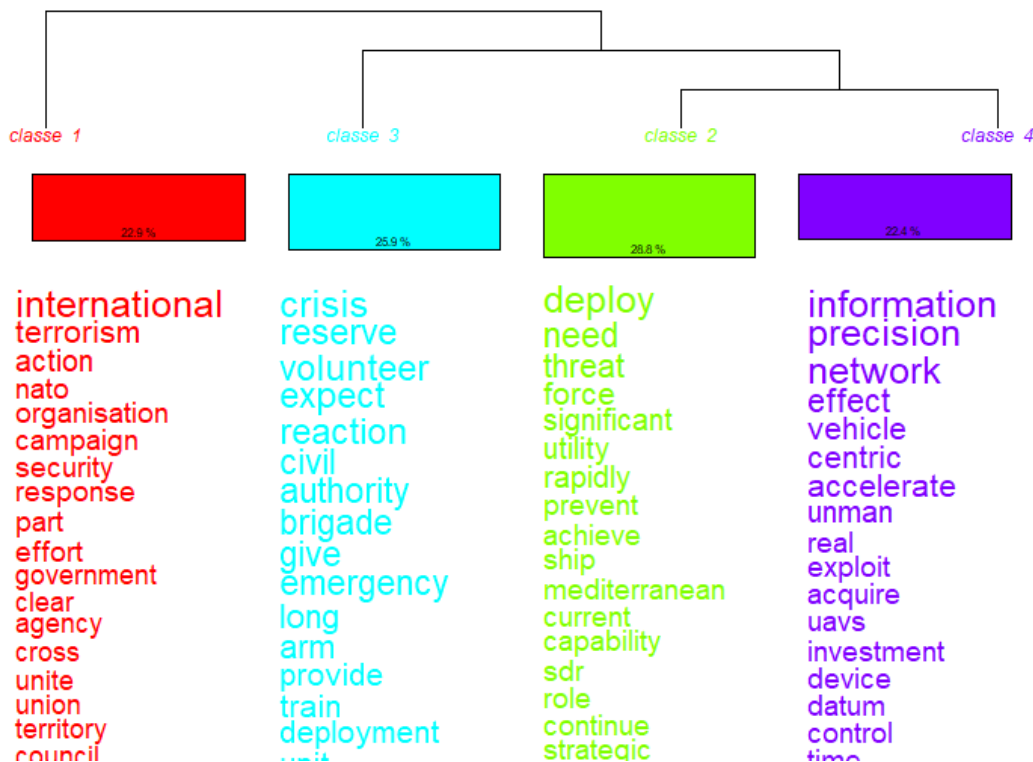 classe 1
classe 3
classe 2
classe 4
22.9 %
25.9 %
28.8 %
22.4 %
international
terrorism
action
nato
organisation
campaign
security
response
part
effort
government
clear
agency
cross
unite
union
territory
council
crisis
reserve
volunteer
expect
reaction
civil
authority
brigade
give
emergency
long
arm
provide
train
deployment
unit
deploy
need
threat
force
significant
utility
rapidly
prevent
achieve
ship
mediterranean
current
capability
sdr
role
continue
strategic
information
precision
network
effect
vehicle
centric
accelerate
unman
real
exploit
acquire
uavs
investment
device
datum
control
time